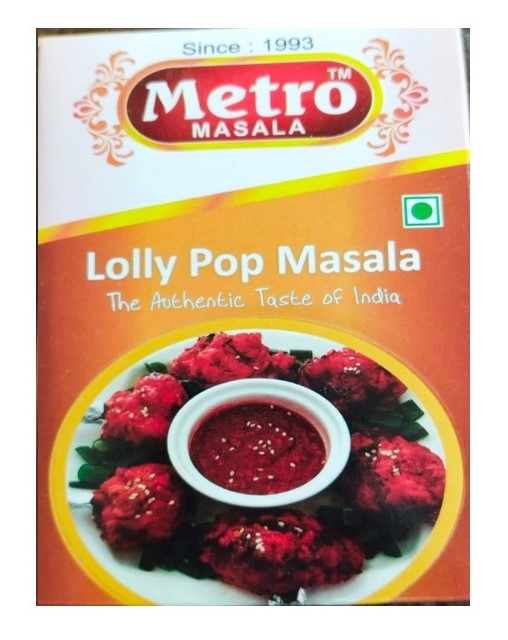 Since : 1993
Metro TM
MASALA
Lolly Pop Masala
The Authentic Taste of India